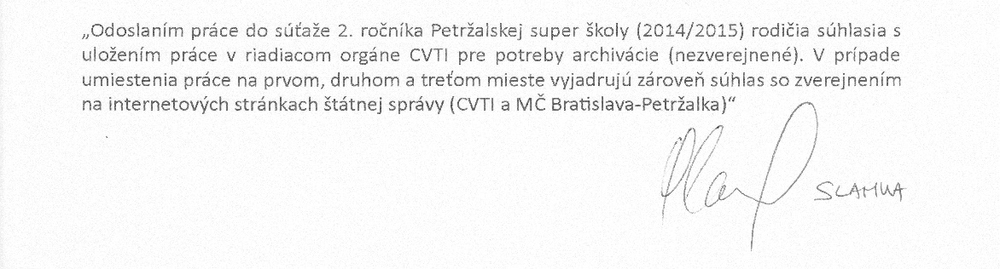 „Odoslaním práce do súťaže 2. ročníka Petržalskej super školy (2014/2015) rodičia súhlasia s
uložením práce v riadiacom orgáne CVTI pre potreby archivácie (nezverejnené). V prípade
umiestenia práce na prvom, druhom a treťom mieste vyjadrujú zároveň súhlas so zverejnením
na internetových stránkach štátnej správy (CVTI a MČ Bratislava-Petržalka)“